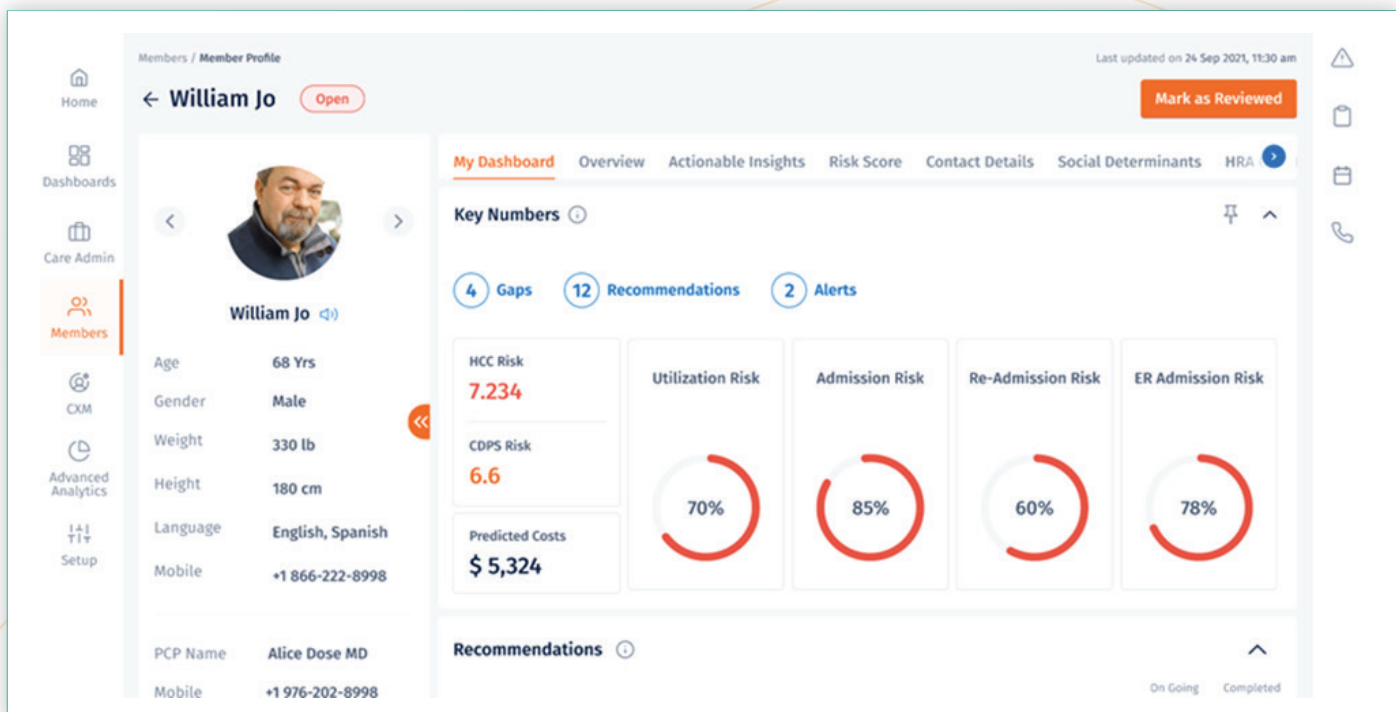 Members / Member Profile
Last updated on 24 Sep 2021, 11:30 am
← William Jo
Open
Mark as Reviewed
Home
Dashboards
Care Admin
Members
CXM
Advanced
Analytics
Setup
William Jo
Age 68 Yrs
Gender Male
Weight 330 lb
Height 180 cm
Language English, Spanish
Mobile +1 866-222-8998
PCP Name Alice Dose MD
Mobile +1 976-202-8998
My Dashboard Overview Actionable Insights Risk Score Contact Details Social Determinants HRA
Key Numbers
4 Gaps 12 Recommendations 2 Alerts
HCC Risk
7.234
CDPS Risk
6.6
Predicted Costs
$ 5,324
Utilization Risk
70%
Admission Risk
85%
Re-Admission Risk
60%
ER Admission Risk
78%
Recommendations
On Going Completed